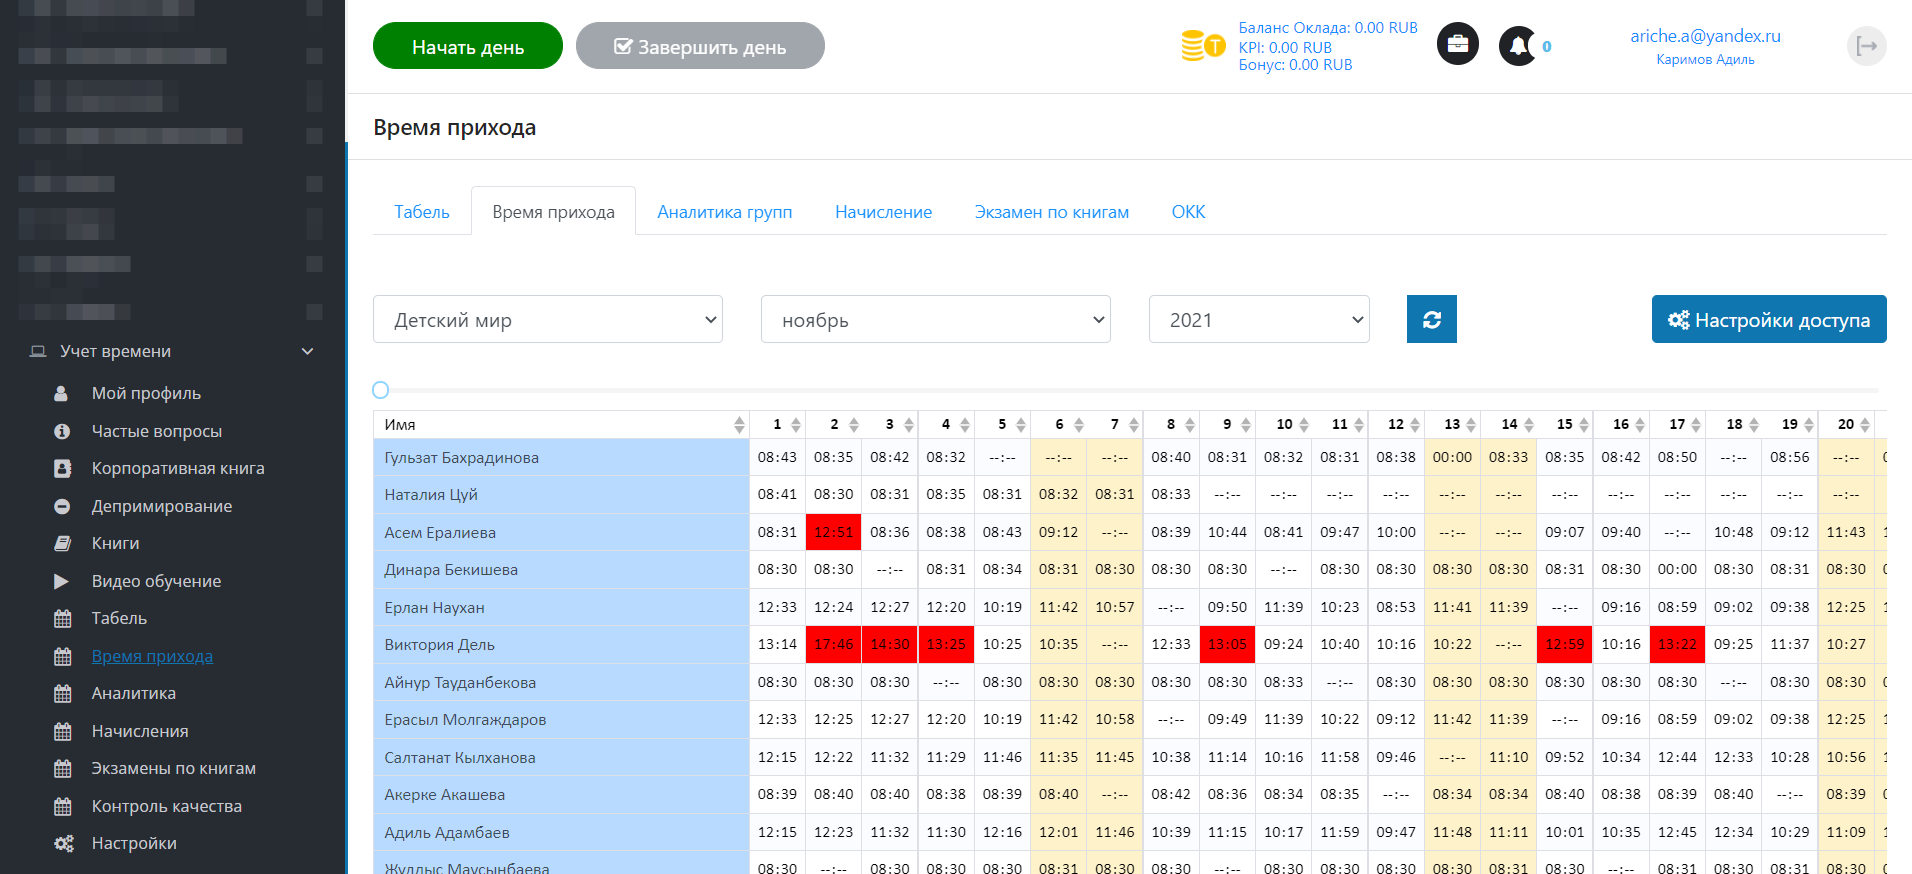 Начать день
Завершить день
Баланс Оклада: 0.00 RUB
KPI: 0.00 RUB
Бонус: 0.00 RUB
0
ariche.a@yandex.ru
Каримов Адиль
Время прихода
Табель Время прихода Аналитика групп Начисление Экзамен по книгам ОКК
Детский мир ноябрь 2021 Настройки доступа
Учет времени
Мой профиль
Частые вопросы
Корпоративная книга
Депримирование
Книги
Видео обучение
Табель
Время прихода
Аналитика
Начисления
Экзамены по книгам
Контроль качества
Настройки
Имя 1 2 3 4 5 6 7 8 9 10 11 12 13 14 15 16 17 18 19 20
Гульзат Бахрадинова 08:43 08:35 08:42 08:32 --:-- --:-- --:-- 08:40 08:31 08:32 08:31 08:38 00:00 08:33 08:35 08:42 08:50 --:-- 08:56 --:--
Наталия Цуй 08:41 08:30 08:31 08:35 08:31 08:32 08:31 08:33 --:-- --:-- --:-- --:-- --:-- --:-- --:-- --:-- --:-- --:-- --:-- --:--
Асем Ералиева 08:31 12:51 08:36 08:38 08:43 09:12 --:-- 08:39 10:44 08:41 09:47 10:00 --:-- --:-- 09:07 09:40 --:-- 10:48 09:12 11:43
Динара Бекишева 08:30 08:30 --:-- 08:31 08:34 08:31 08:30 08:30 08:30 --:-- 08:30 08:30 08:30 08:30 08:31 08:30 00:00 08:30 08:31 08:30
Ерлан Наухан 12:33 12:24 12:27 12:20 10:19 11:42 10:57 --:-- 09:50 11:39 10:23 08:53 11:41 11:39 --:-- 09:16 08:59 09:02 09:38 12:25
Виктория Дель 13:14 17:46 14:30 13:25 10:25 10:35 --:-- 12:33 13:05 09:24 10:40 10:16 10:22 --:-- 12:59 10:16 13:22 09:25 11:37 10:27
Айнур Тауданбекова 08:30 08:30 08:30 --:-- 08:30 08:30 08:30 08:30 08:30 08:33 --:-- 08:30 08:30 08:30 08:30 08:30 08:30 --:-- 08:30 08:30
Ерасыл Молгаждаров 12:33 12:25 12:27 12:20 10:19 11:42 10:58 --:-- 09:49 11:39 10:22 09:12 11:42 11:39 --:-- 09:16 08:59 09:02 09:38 12:25
Салтанат Кылханова 12:15 12:22 11:32 11:29 11:46 11:35 11:45 10:38 11:14 10:16 11:58 09:46 --:-- 11:10 09:52 10:34 12:44 12:33 10:28 10:56
Акерке Акашева 08:39 08:40 08:40 08:38 08:39 08:40 --:-- 08:42 08:36 08:34 08:35 --:-- 08:34 08:34 08:40 08:38 08:39 08:40 --:-- 08:39
Адиль Адамбаев 12:15 12:23 11:32 11:30 12:16 12:01 11:46 10:39 11:15 10:17 11:59 09:47 11:48 11:11 10:01 10:35 12:45 12:34 10:29 11:09
Жулдыс Маусынбаева 08:30 --:-- 08:30 08:30 08:30 08:31 08:30 08:30 --:-- 08:30 08:30 08:30 08:30 08:31 08:30 --:-- 08:31 08:30 08:31 08:30